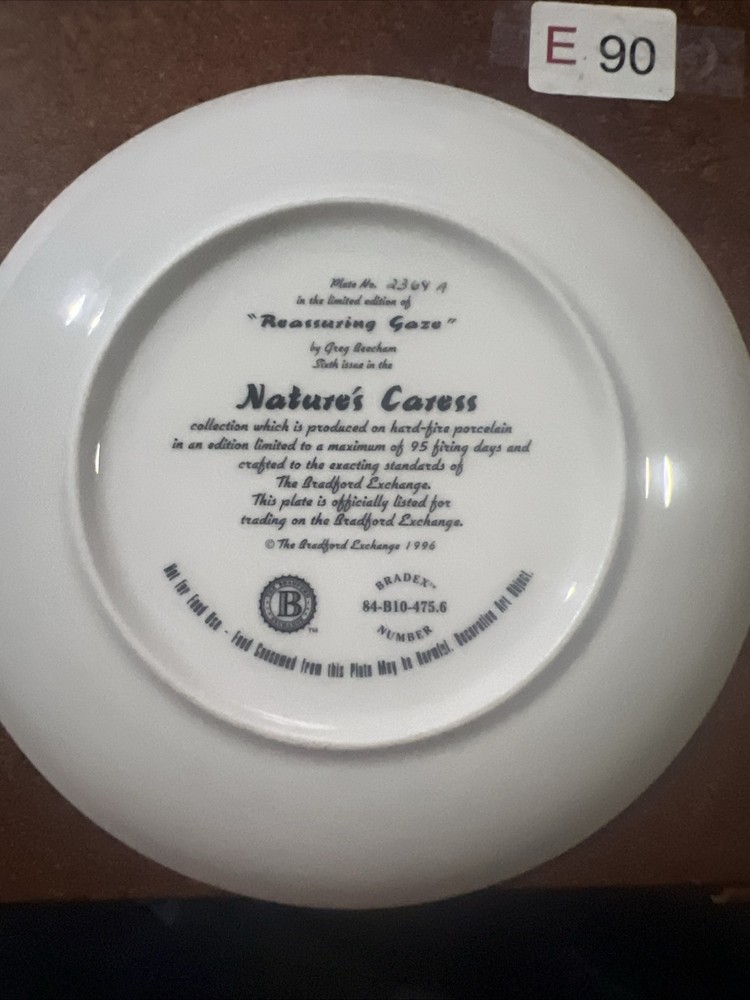 E 90
Plate No. 2364 A
in the limited edition of
"Reassuring Gaze"
by Greg Beecham
Sixth issue in the
Nature's Caress
collection which is produced on hard-fire porcelain
in an edition limited to a maximum of 95 firing days and
crafted to the exacting standards of
The Bradford Exchange.
This plate is officially listed for
trading on the Bradford Exchange.
© The Bradford Exchange 1996
B
TM
BRADEX™
84-B10-475.6
NUMBER
Not for Food Use - Food Consumed from this Plate May be Harmful. Decorative Art Object.